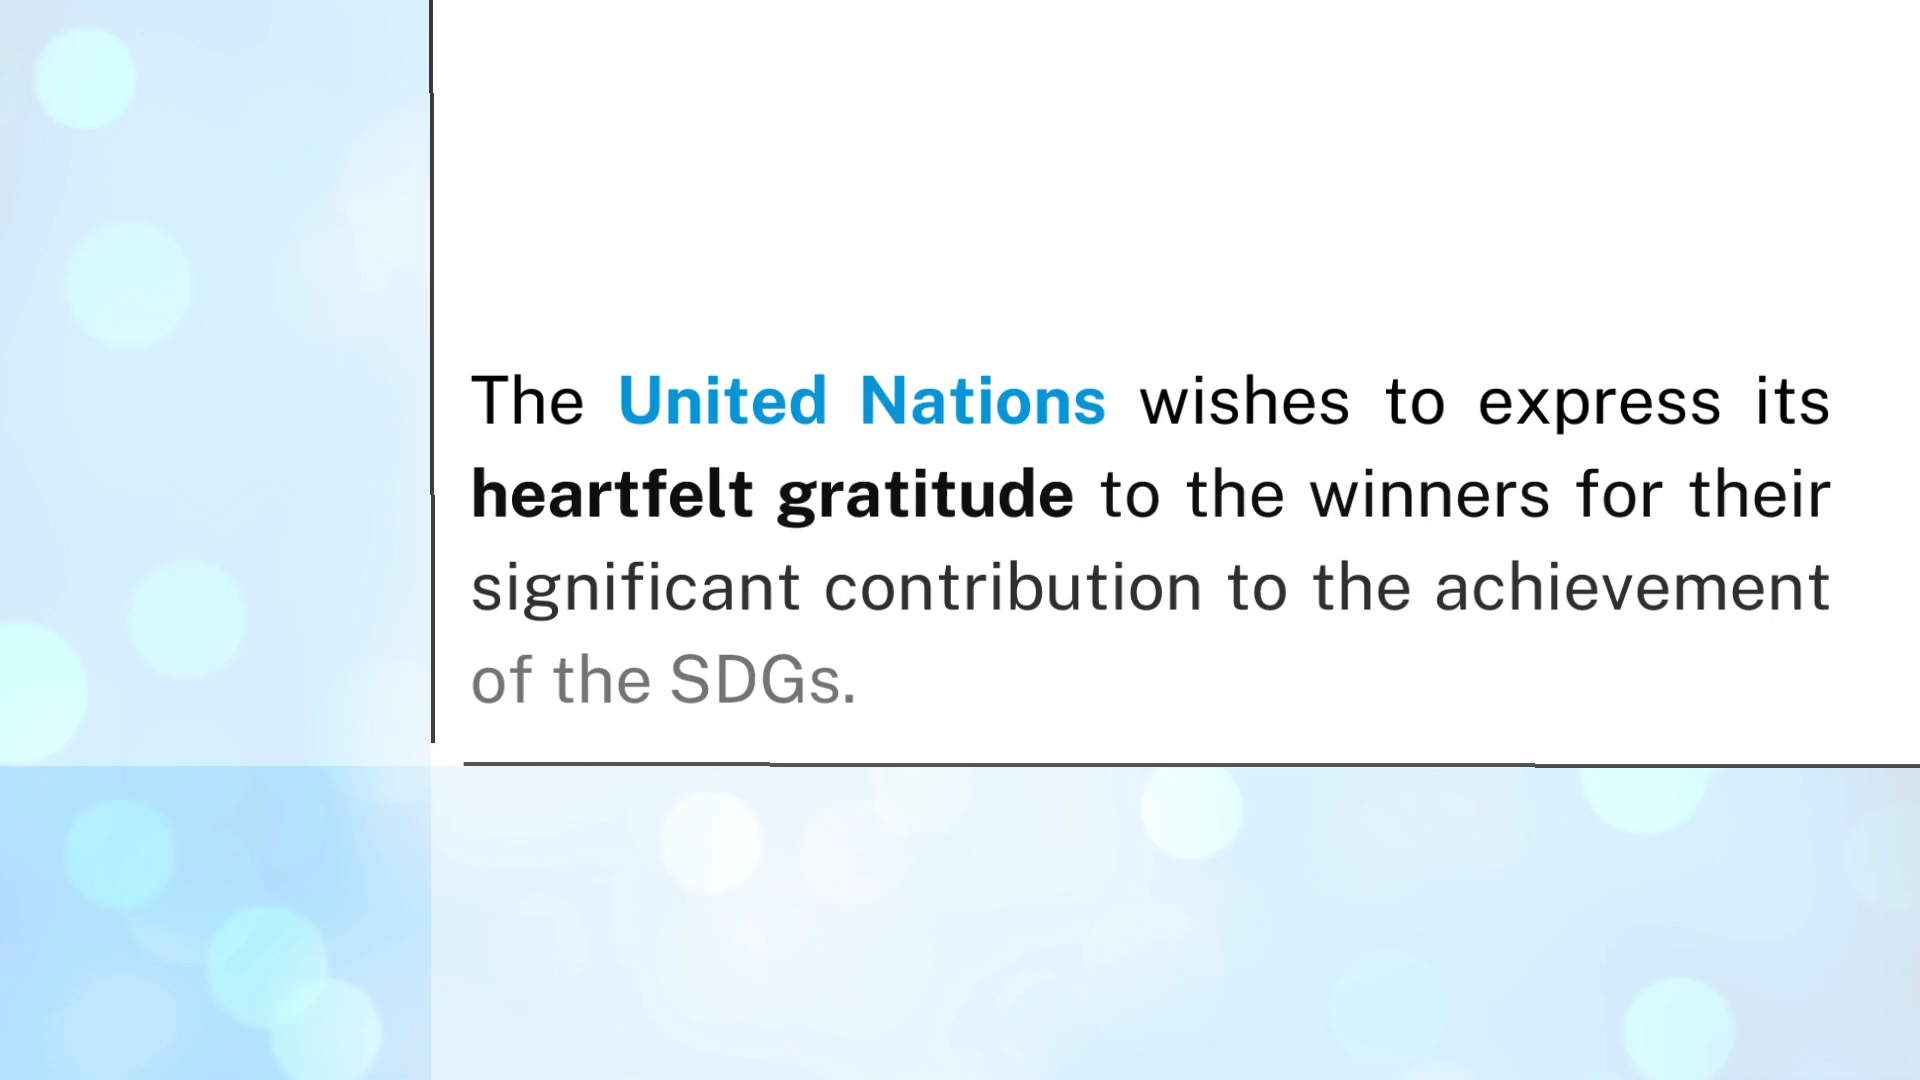 The United Nations wishes to express its
heartfelt gratitude to the winners for their
significant contribution to the achievement
of the SDGs.